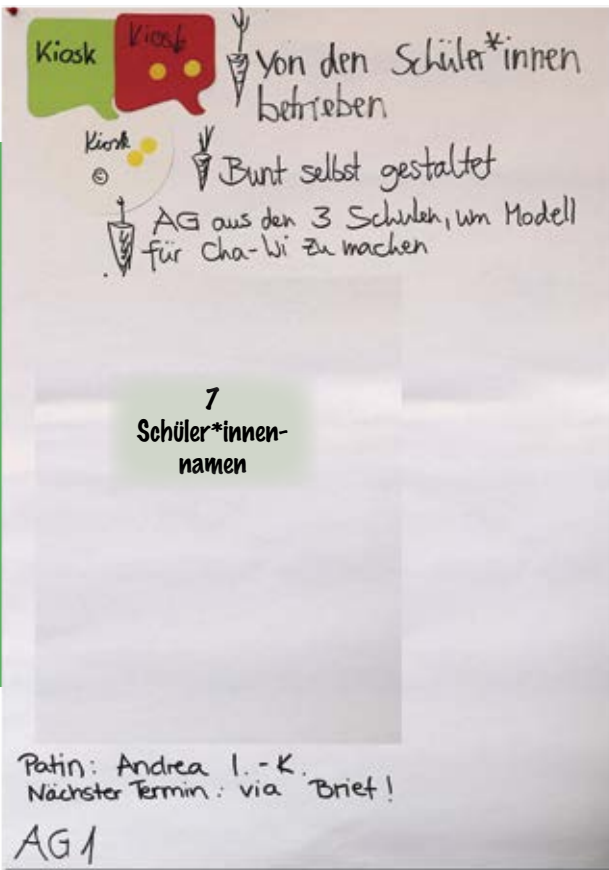 Kiosk
Kiosk
Kiosk
Von den Schüler*innen
betrieben
Bunt selbst gestaltet
AG aus den 3 Schulen, um Modell
für Cha-Wi zu machen
7
Schüler*innen-
namen
Patin: Andrea I.-K.
Nächster Termin: via Brief!
AG 1